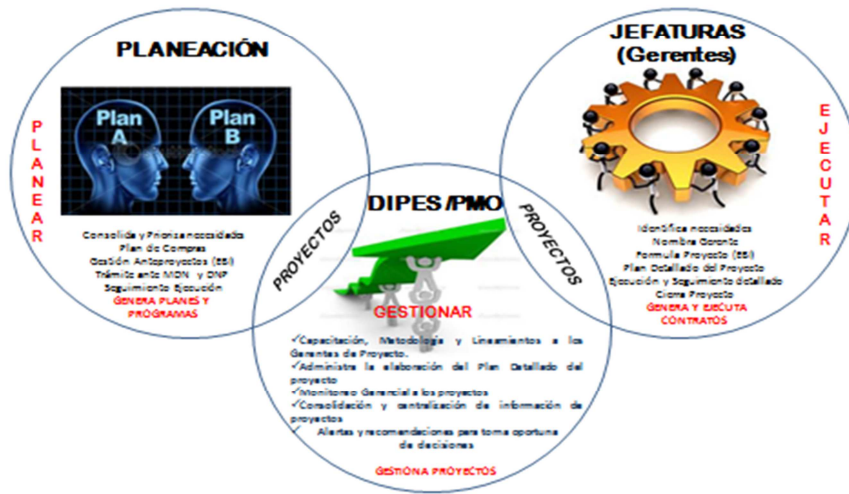 PLANEACIÓN
PLANEAR
Plan A
Plan B
Consolida y Prioriza necesidades
Plan de Compras
Gestión Anteproyectos (EBI)
Trámite ante MDN y DNP
Seguimiento Ejecución
GENERA PLANES Y
PROGRAMAS
PROYECTOS
DIPES /PMO
GESTIONAR
✓Capacitación, Metodología y Lineamientos a los
Gerentes de Proyecto.
✓Administra la elaboración del Plan Detallado del
proyecto
✓Monitoreo Gerencial a los proyectos
✓Consolidación y centralización de información de
proyectos
✓ Alertas y recomendaciones para toma oportuna
de decisiones
GESTIONA PROYECTOS
PROYECTOS
JEFATURAS
(Gerentes)
EJECUTAR
Identifica necesidades
Nombra Gerente
Formula Proyecto (EBI)
Plan Detallado del Proyecto
Ejecución y Seguimiento detallado
Cierra Proyecto
GENERA Y EJECUTA
CONTRATOS